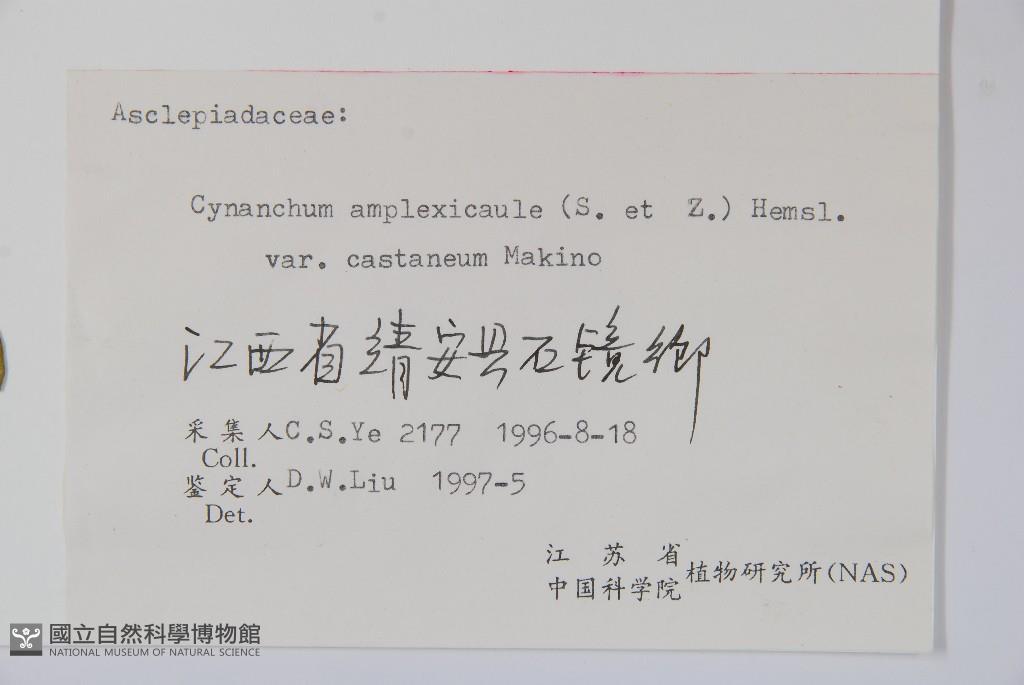 Asclepiadaceae:
Cynanchum amplexicaule (S. et Z.) Hemsl.
var. castaneum Makino
江西省靖安县石镜鄉
采集人C.S.Ye 2177 1996-8-18
Coll.
鉴定人D.W.Liu 1997-5
Det.
江苏省
中国科学院植物研究所(NAS)
國立自然科學博物館
NATIONAL MUSEUM OF NATURAL SCIENCE